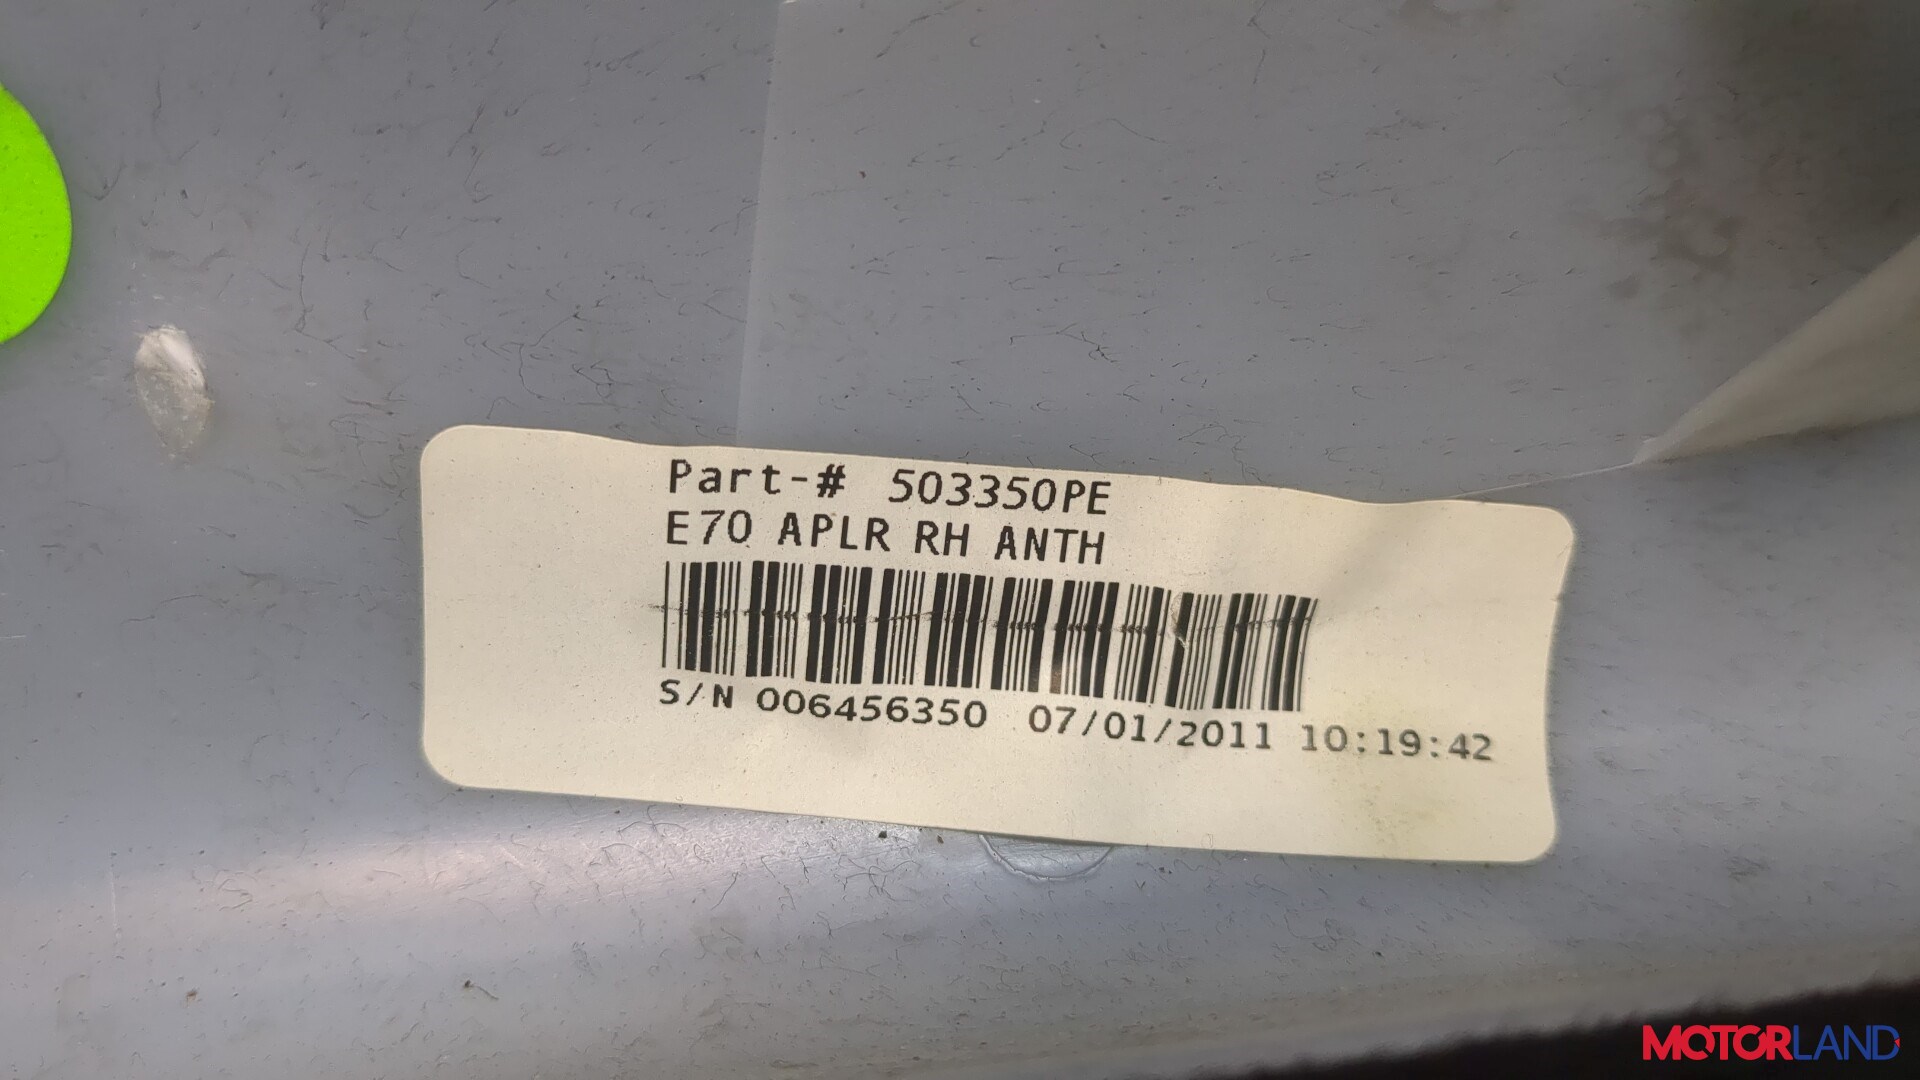 Part-# 503350PE
E70 APLR RH ANTH
S/N 006456350 07/01/2011 10:19:42
MOTORLAND